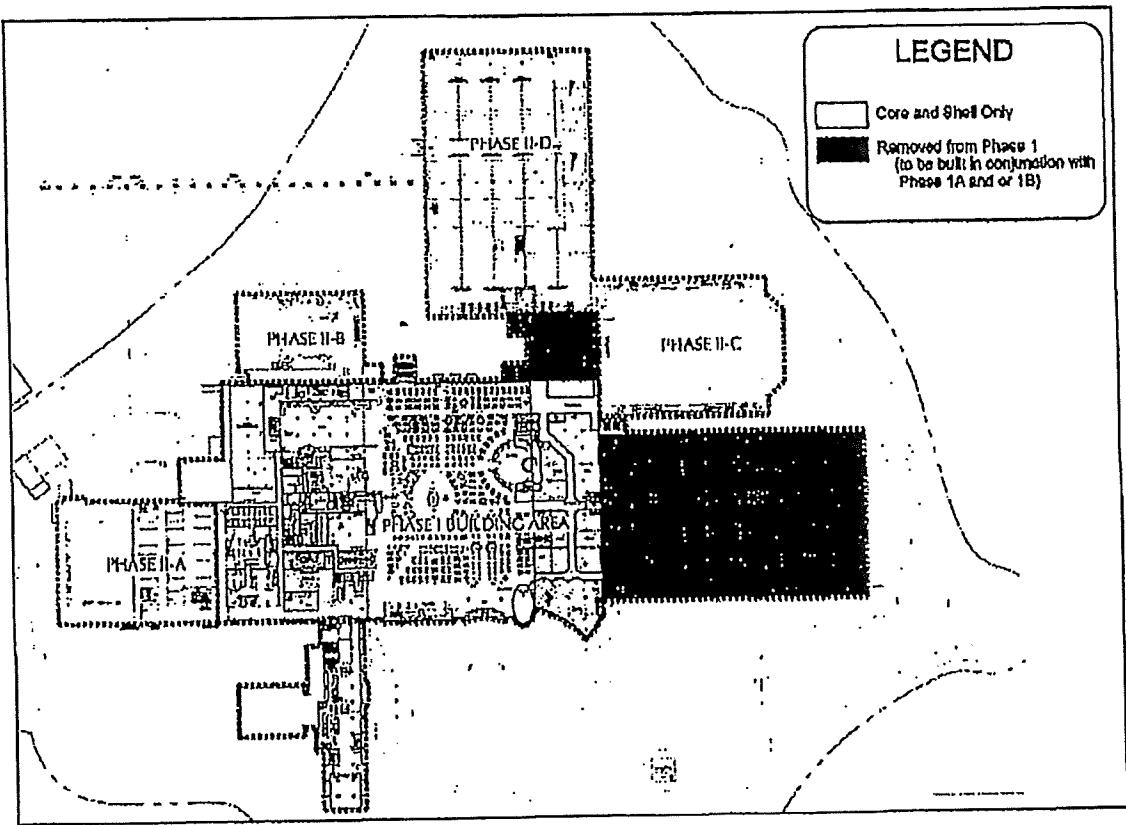 LEGEND
Core and Shell Only
Removed from Phase 1
(to be built in conjunction with
Phase 1A and or 1B)
PHASE II-D
PHASE II-B
PHASE II-C
PHASE I BUILDING AREA
PHASE II-A